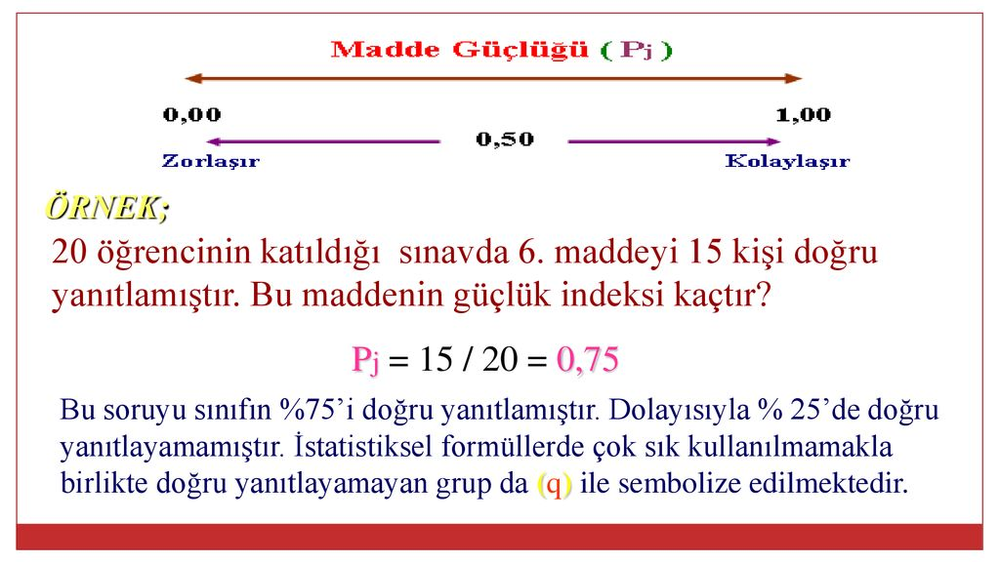 Madde Güçlüğü ( Pj )
0,00 1,00
0,50
Zorlaşır Kolaylaşır
ÖRNEK;
20 öğrencinin katıldığı sınavda 6. maddeyi 15 kişi doğru
yanıtlamıştır. Bu maddenin güçlük indeksi kaçtır?
Pj = 15 / 20 = 0,75
Bu soruyu sınıfın %75’i doğru yanıtlamıştır. Dolayısıyla % 25’de doğru
yanıtlayamamıştır. İstatistiksel formüllerde çok sık kullanılmamakla
birlikte doğru yanıtlayamayan grup da (q) ile sembolize edilmektedir.